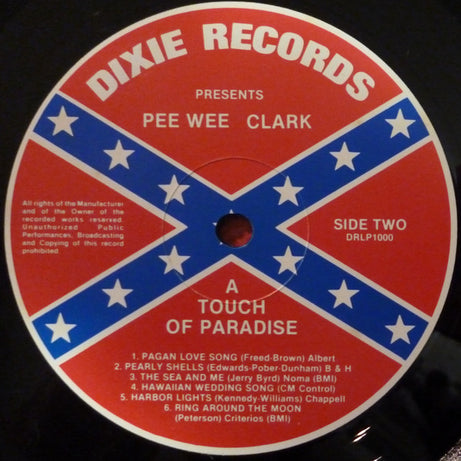 DIXIE RECORDS
PRESENTS
PEE WEE CLARK
All rights of the Manufacturer
and of the Owner of the
recorded works reserved.
Unauthorized Public
Performances, Broadcasting
and Copying of this record
prohibited
SIDE TWO
DRLP1000
A
TOUCH
OF PARADISE
1. PAGAN LOVE SONG (Freed-Brown) Albert
2. PEARLY SHELLS (Edwards-Pober-Dunham) B & H
3. THE SEA AND ME (Jerry Byrd) Noma (BMI)
4. HAWAIIAN WEDDING SONG (CM Control)
5. HARBOR LIGHTS (Kennedy-Williams) Chappell
6. RING AROUND THE MOON
(Peterson) Criterios (BMI)